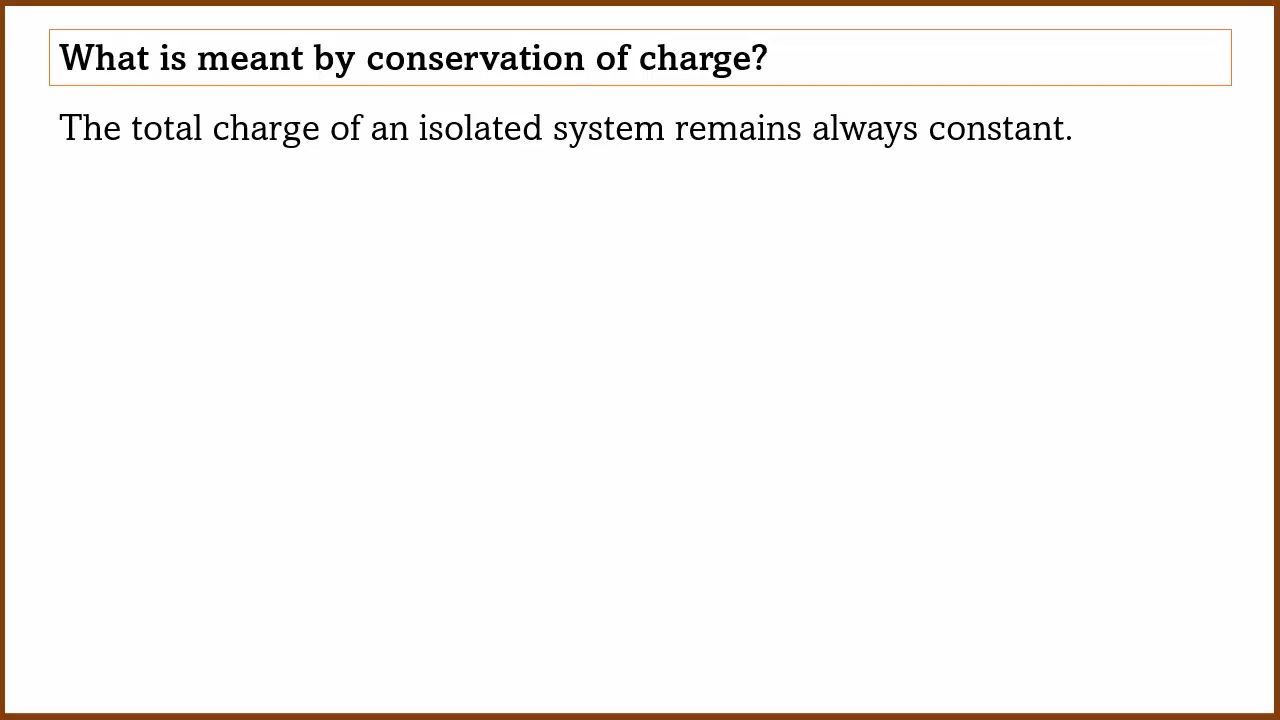 What is meant by conservation of charge?
The total charge of an isolated system remains always constant.